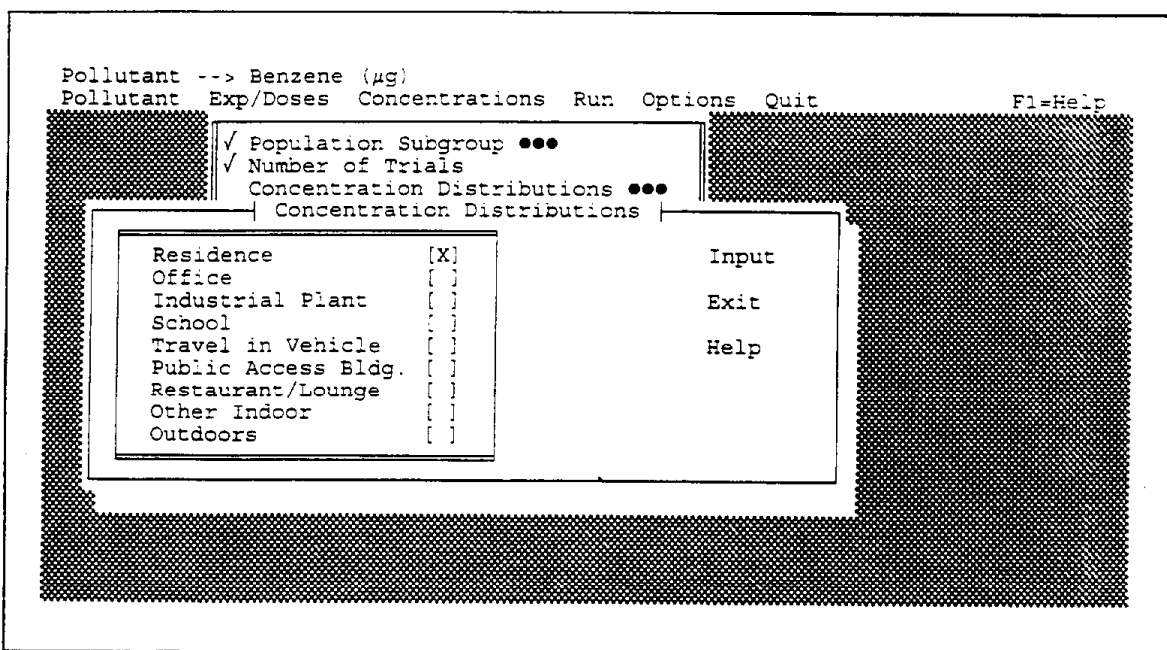 Pollutant --> Benzene (µg)
Pollutant Exp/Doses Concentrations Run Options Quit F1=Help
√ Population Subgroup ●●●
√ Number of Trials
Concentration Distributions ●●●
Concentration Distributions
Residence [X] Input
Office [ ]
Industrial Plant [ ] Exit
School [ ]
Travel in Vehicle [ ] Help
Public Access Bldg. [ ]
Restaurant/Lounge [ ]
Other Indoor [ ]
Outdoors [ ]